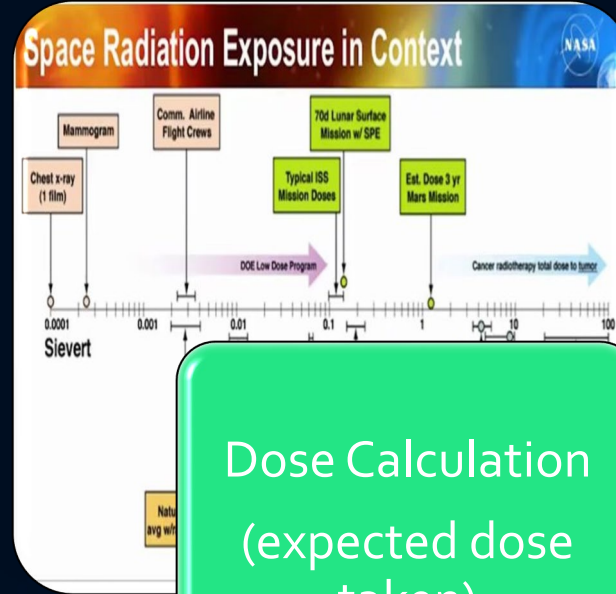 Space Radiation Exposure in Context
NASA
Comm. Airline
Flight Crews
70d Lunar Surface
Mission w/ SPE
Mammogram
Chest x-ray
(1 film)
Typical ISS
Mission Doses
Est. Dose 3 yr
Mars Mission
DOE Low Dose Program
Cancer radiotherapy total dose to tumor
0.0001
0.001
0.01
0.1
1
10
100
Sievert
Dose Calculation
(expected dose
taken)
avg